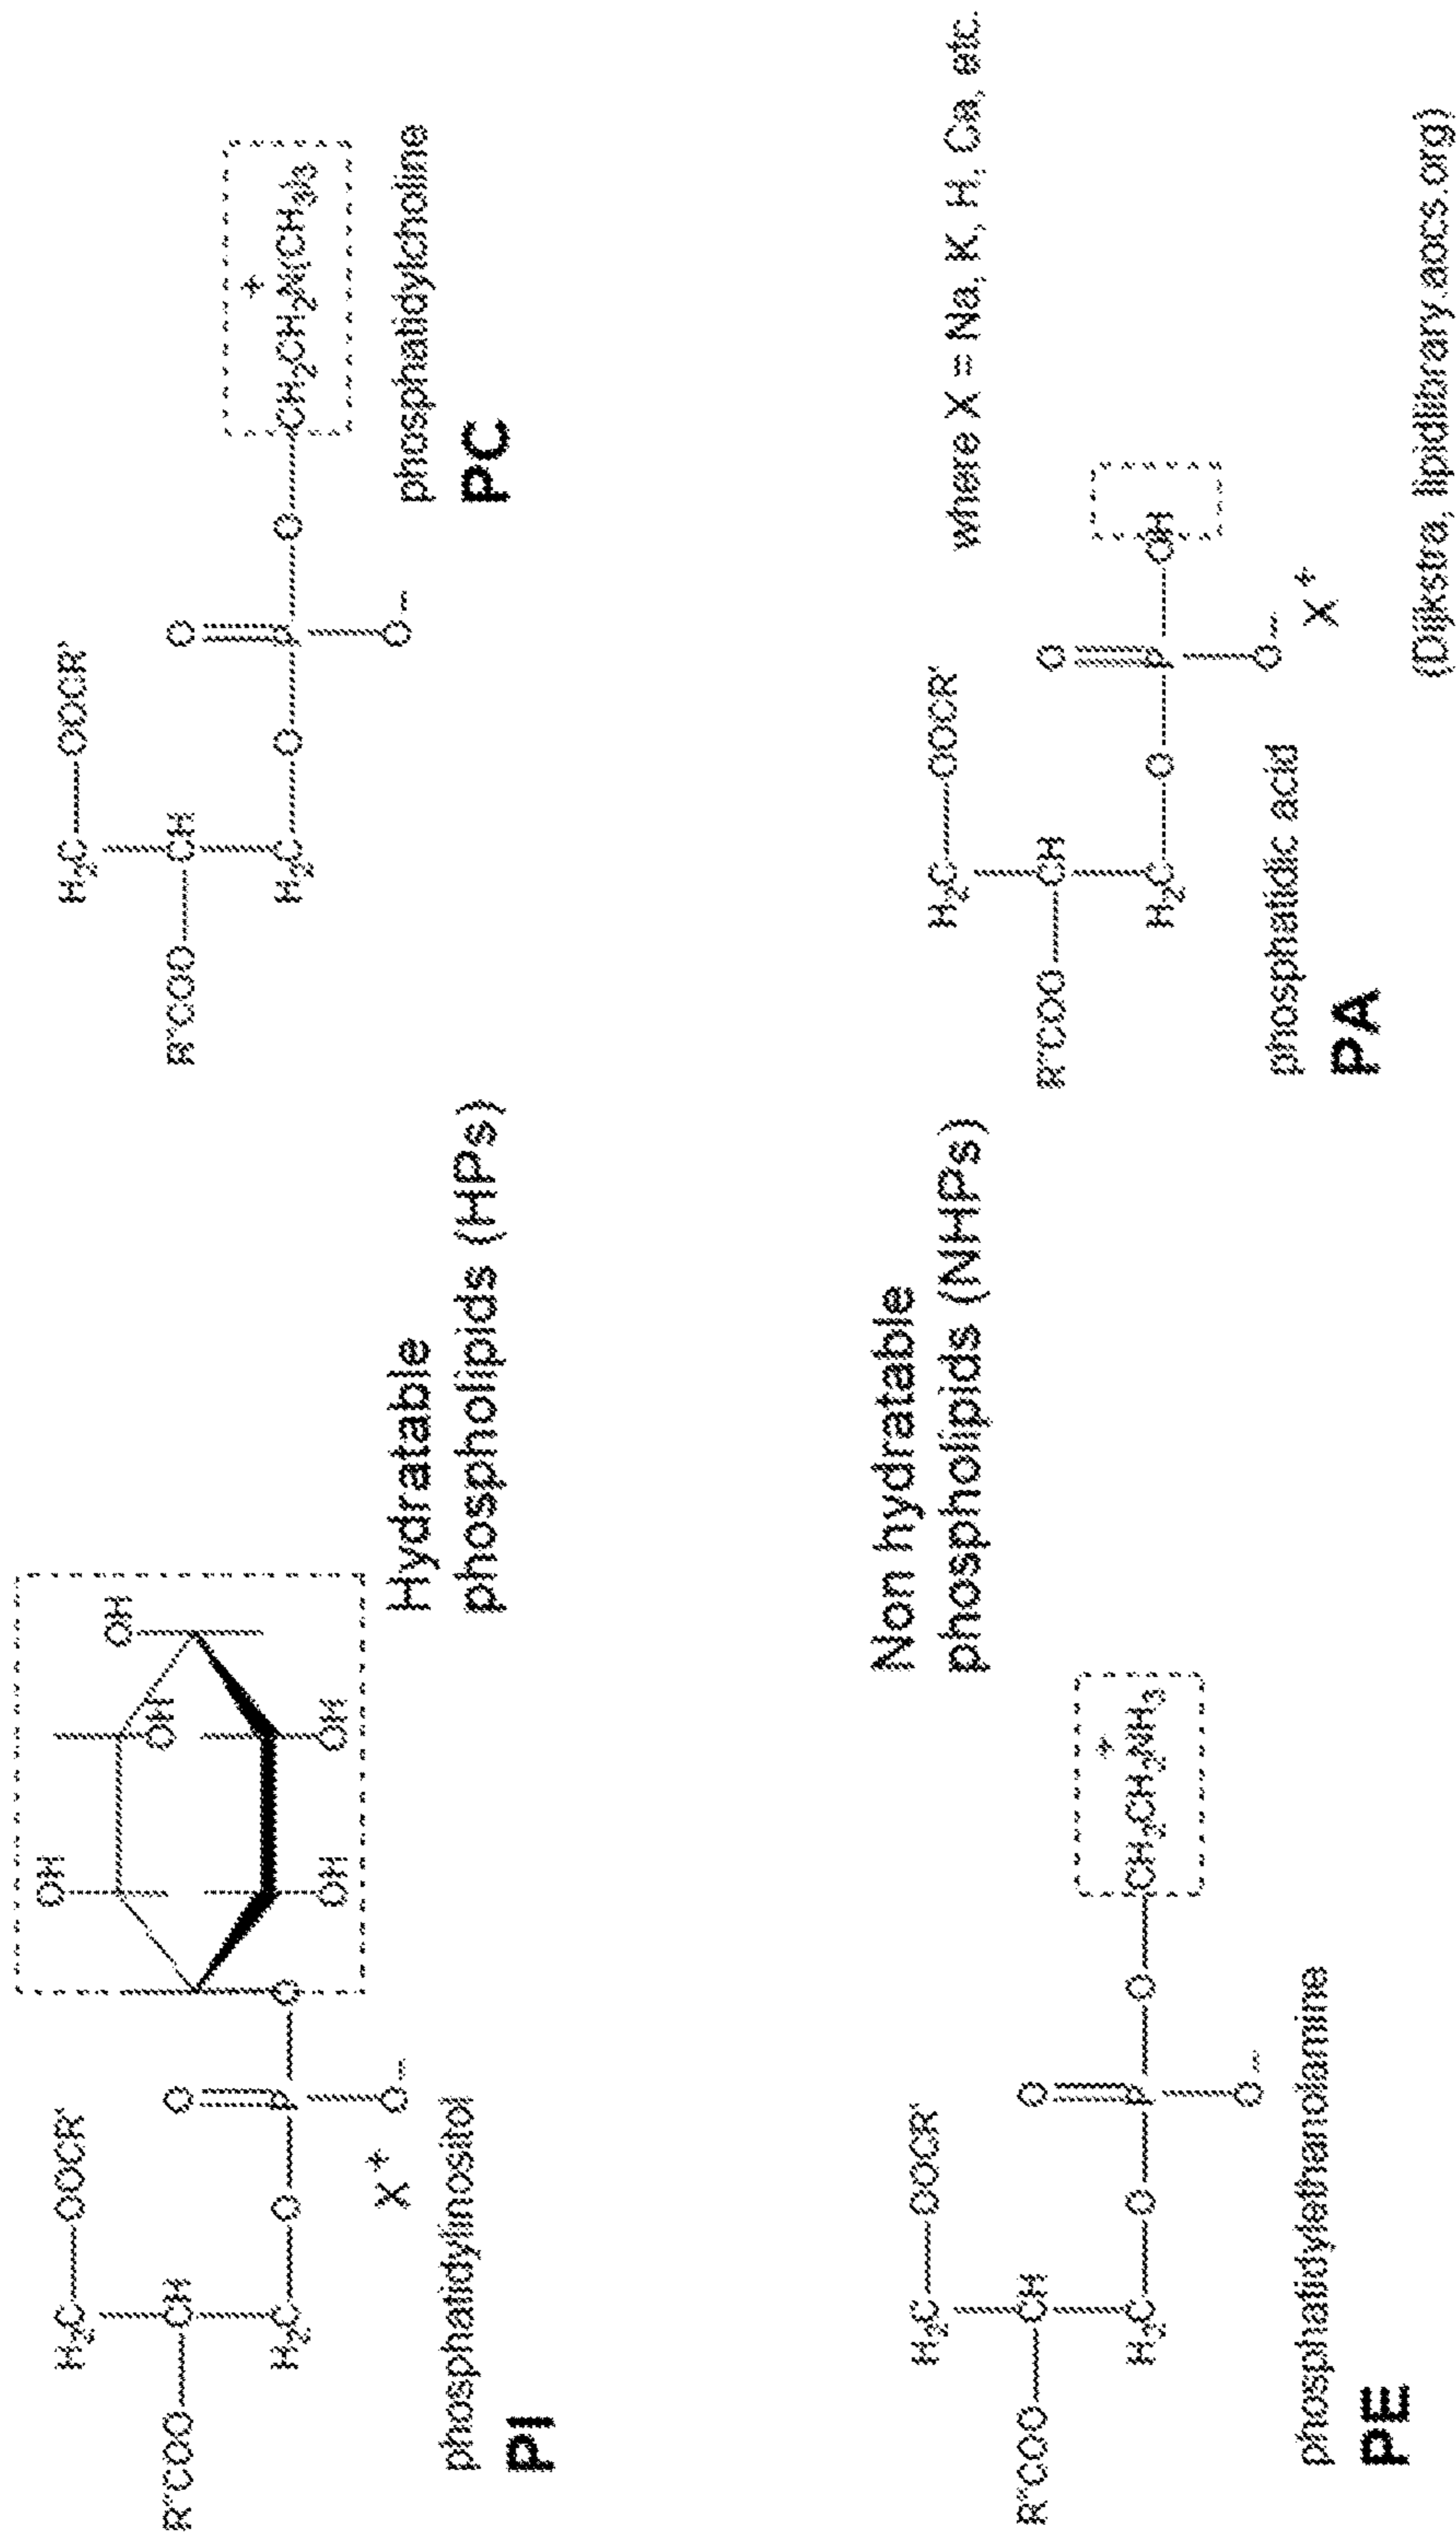 OH
OH
OH
OH
OH
H₂C—OOCR'
R"COO—CH
H₂C—O—P—O
O
O⁻
X⁺
phosphatidylinositol
PI
Hydratable
phospholipids (HPs)
H₂C—OOCR'
R"COO—CH
O
H₂C—O—P—O—CH₂CH₂N(CH₃)₃
+
O⁻
phosphatidylcholine
PC
Non hydratable
phospholipids (NHPs)
H₂C—OOCR'
R"COO—CH
O
H₂C—O—P—O—CH₂CH₂NH₃
+
O⁻
phosphatidylethanolamine
PE
where X = Na, K, H, Ca, etc.
H₂C—OOCR'
R"COO—CH
O
H₂C—O—P—OH
O⁻
X⁺
phosphatidic acid
PA
(Dijkstra, lipidlibrary.aocs.org)